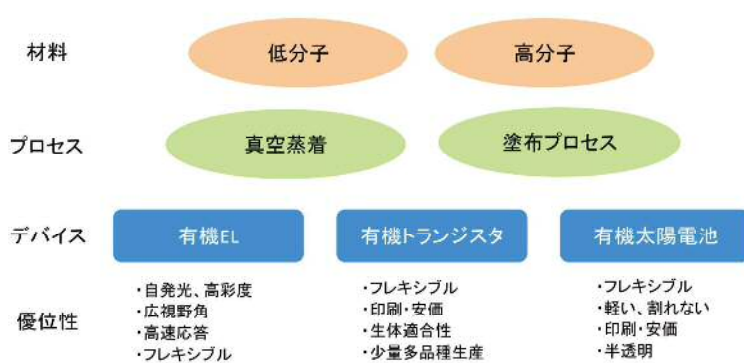 材料
低分子
高分子
プロセス
真空蒸着
塗布プロセス
デバイス
有機EL
有機トランジスタ
有機太陽電池
優位性
・自発光、高彩度
・広視野角
・高速応答
・フレキシブル
・フレキシブル
・印刷・安価
・生体適合性
・少量多品種生産
・フレキシブル
・軽い、割れない
・印刷・安価
・半透明